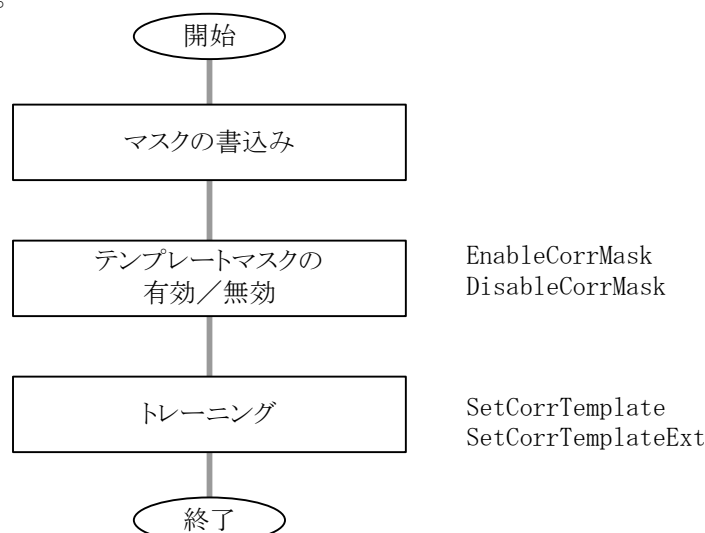 。
開始
マスクの書込み
テンプレートマスクの
有効／無効
EnableCorrMask
DisableCorrMask
トレーニング
SetCorrTemplate
SetCorrTemplateExt
終了